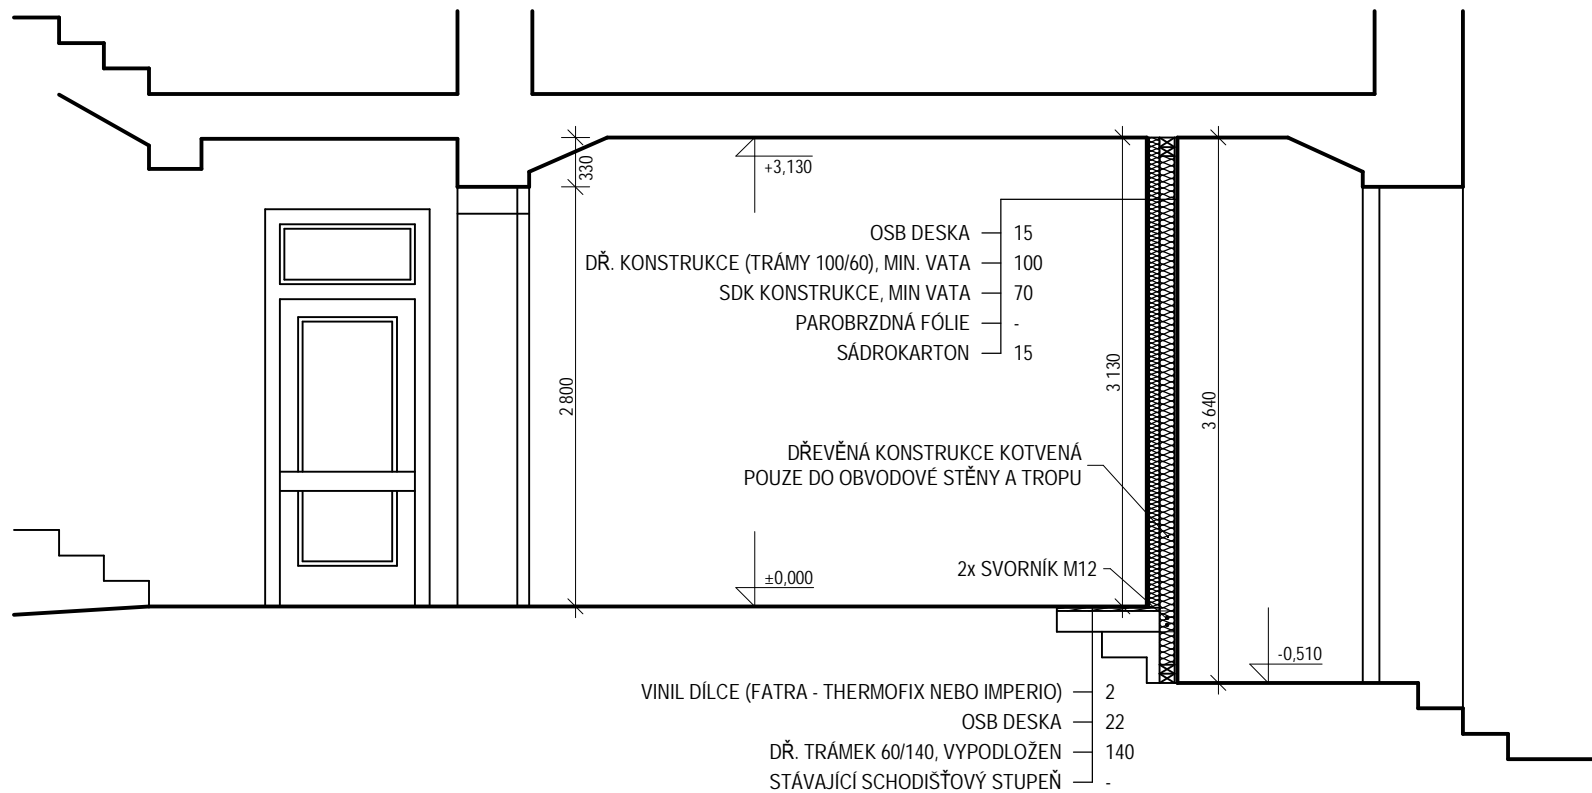 330
+3,130
OSB DESKA 15
DŘ. KONSTRUKCE (TRÁMY 100/60), MIN. VATA 100
SDK KONSTRUKCE, MIN VATA 70
PAROBRZDNÁ FÓLIE -
SÁDROKARTON 15
2 800
3 130
3 640
DŘEVĚNÁ KONSTRUKCE KOTVENÁ
POUZE DO OBVODOVÉ STĚNY A TROPU
2x SVORNÍK M12
±0,000
-0,510
VINIL DÍLCE (FATRA - THERMOFIX NEBO IMPERIO) 2
OSB DESKA 22
DŘ. TRÁMEK 60/140, VYPODLOŽEN 140
STÁVAJÍCÍ SCHODIŠŤOVÝ STUPEŇ -